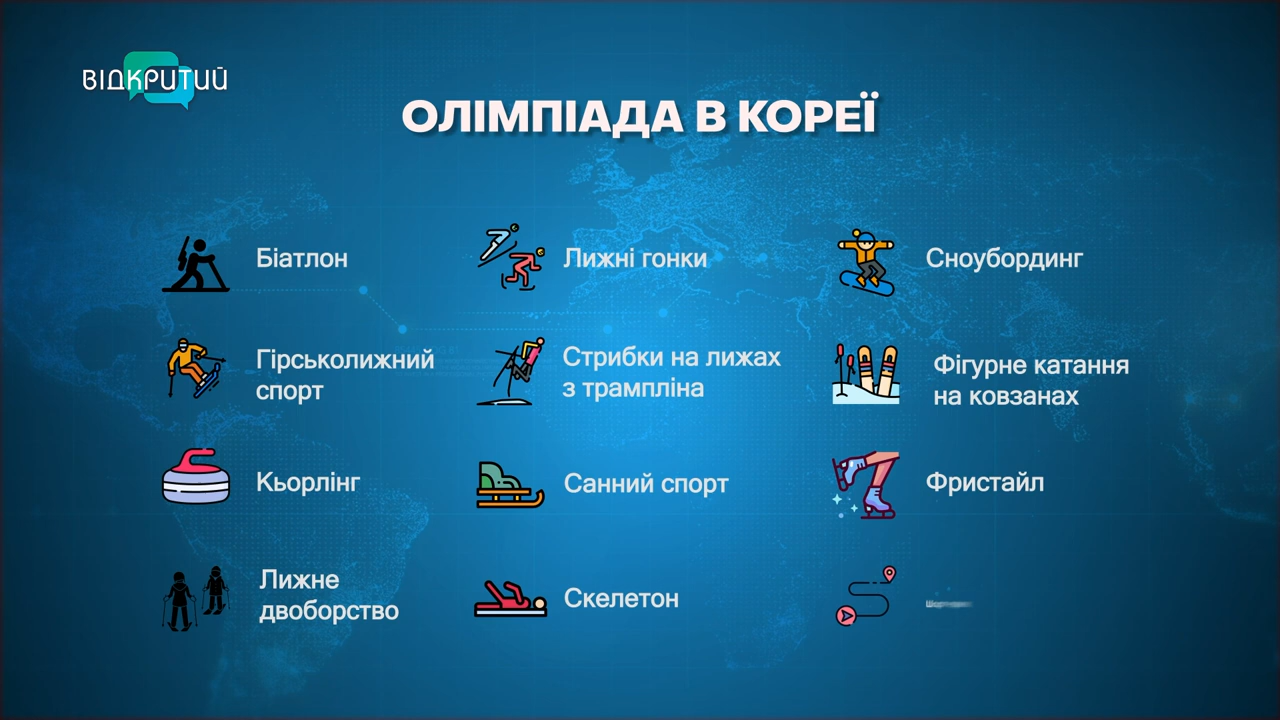 ВІДКРИТИЙ
ОЛІМПІАДА В КОРЕЇ
Біатлон
Лижні гонки
Сноубординг
Гірськолижний
спорт
Стрибки на лижах
з трампліна
Фігурне катання
на ковзанах
Кьорлінг
Санний спорт
Фристайл
Лижне
двоборство
Скелетон